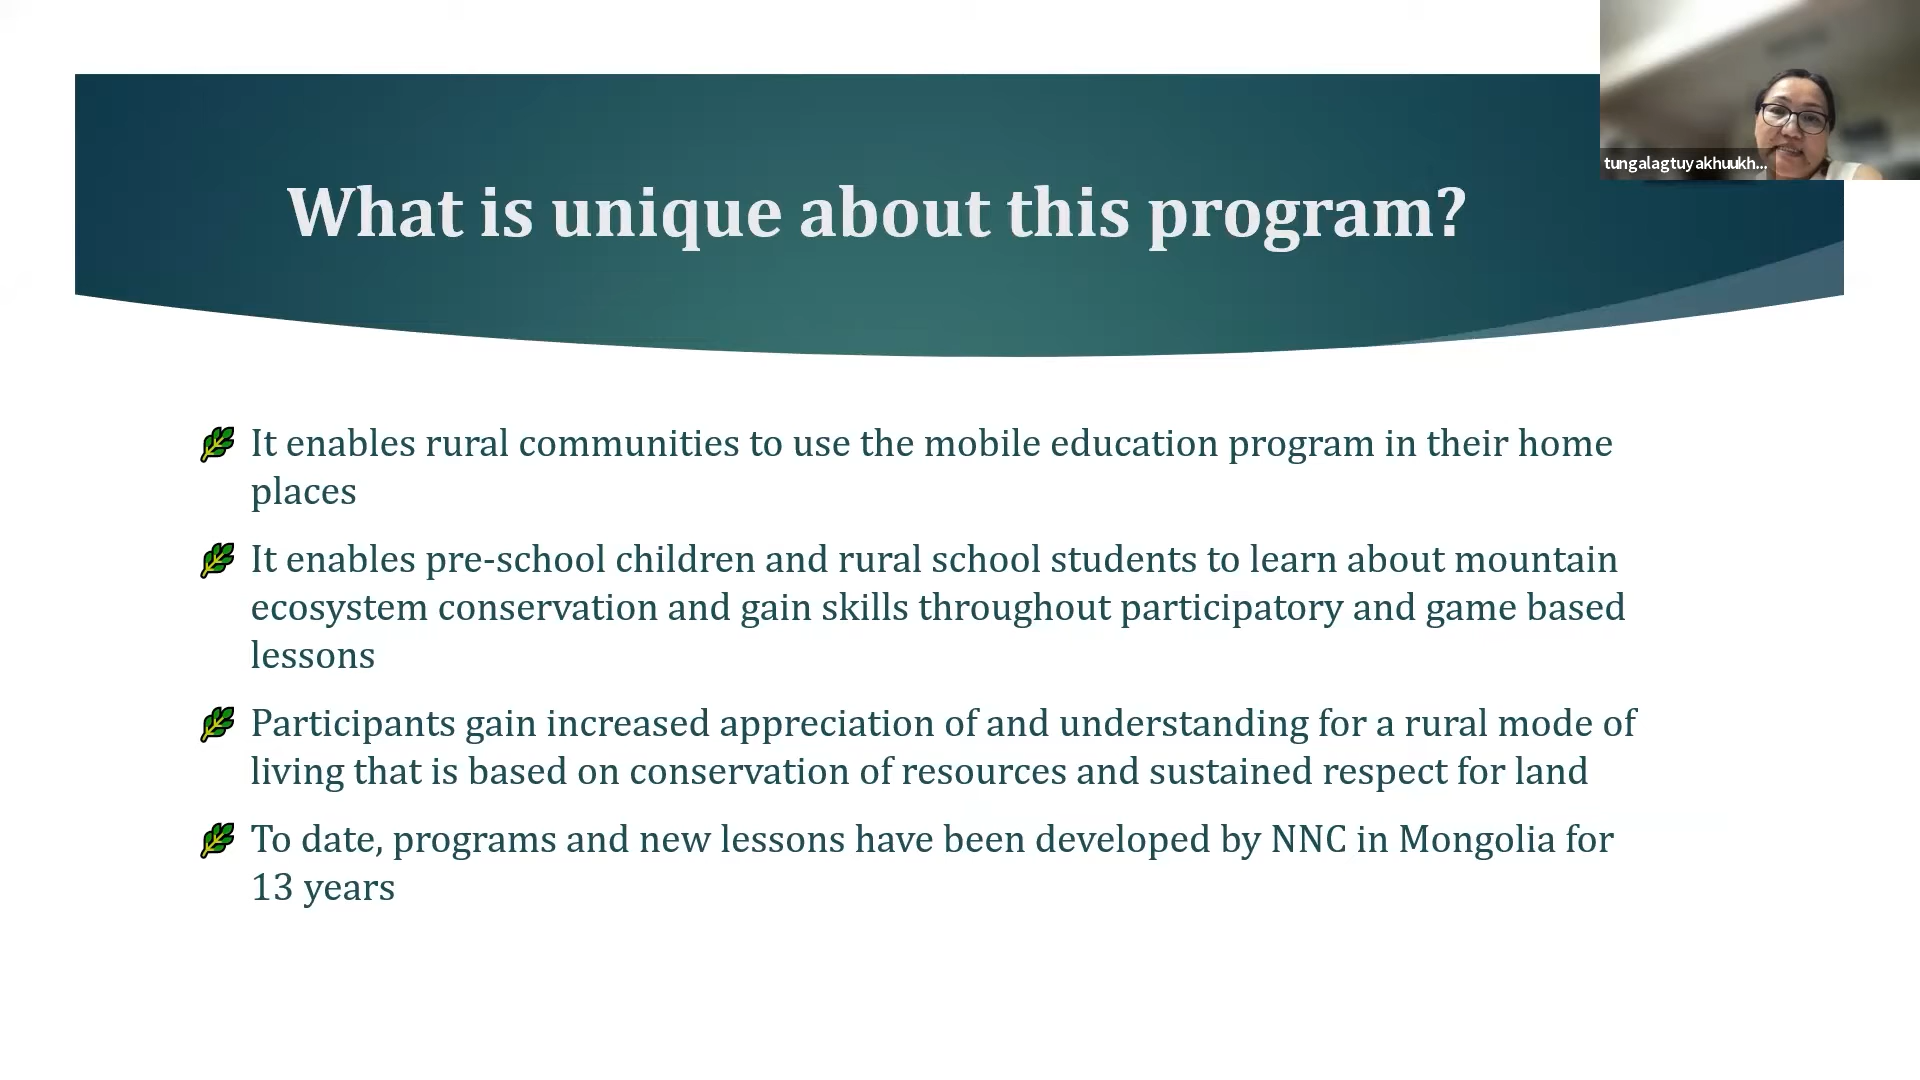 What is unique about this program?
tungalagtuyakhuukh...
It enables rural communities to use the mobile education program in their home
places
It enables pre-school children and rural school students to learn about mountain
ecosystem conservation and gain skills throughout participatory and game based
lessons
Participants gain increased appreciation of and understanding for a rural mode of
living that is based on conservation of resources and sustained respect for land
To date, programs and new lessons have been developed by NNC in Mongolia for
13 years